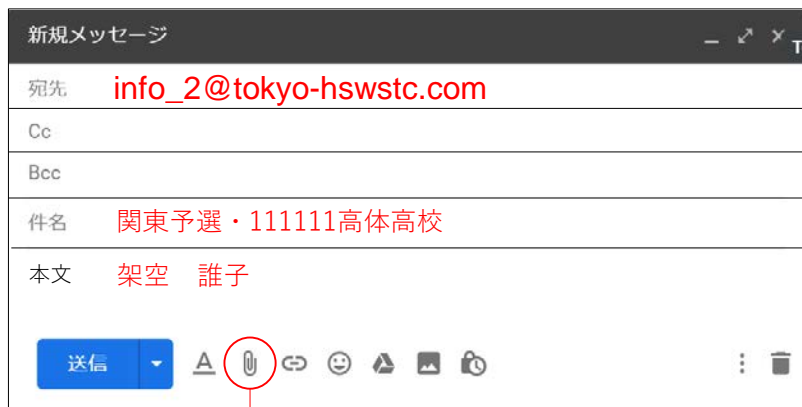 新規メッセージ
T
宛先 info_2@tokyo-hswstc.com
Cc
Bcc
件名 関東予選・111111高体高校
本文 架空　誰子
送信